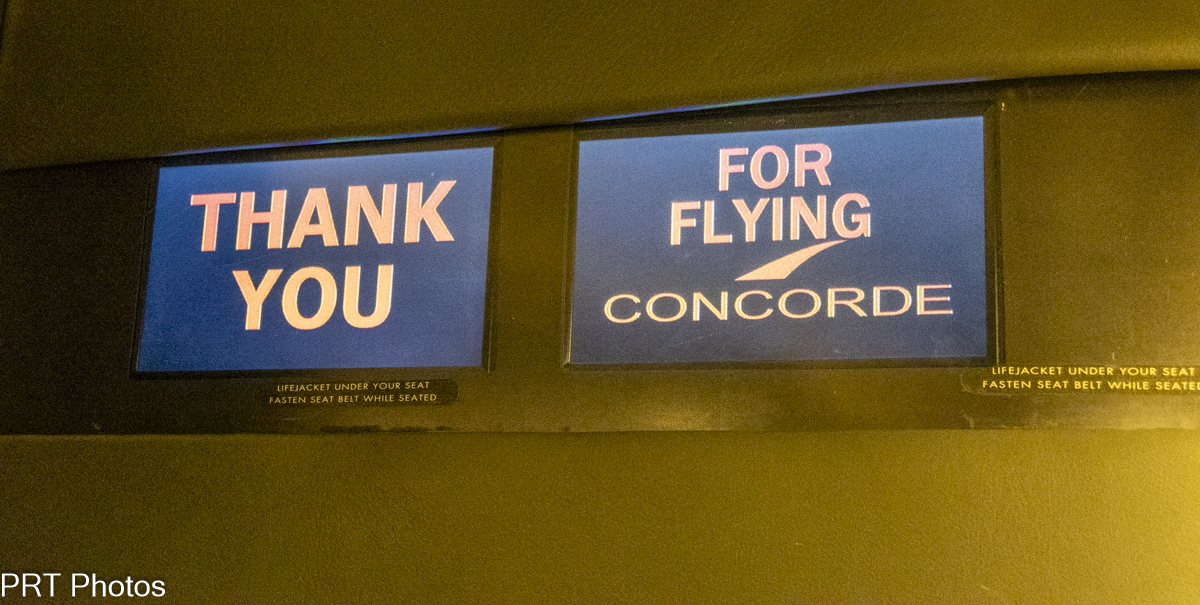 THANK
YOU
FOR
FLYING
CONCORDE
LIFEJACKET UNDER YOUR SEAT
FASTEN SEAT BELT WHILE SEATED
LIFEJACKET UNDER YOUR SEAT
FASTEN SEAT BELT WHILE SEATED
PRT Photos